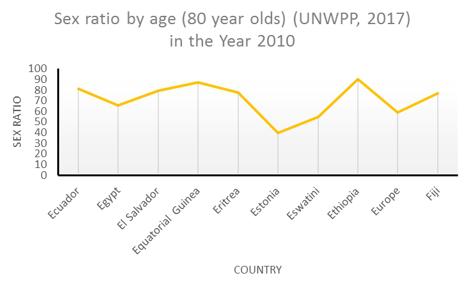 Sex ratio by age (80 year olds) (UNWPP, 2017)
in the Year 2010
SEX RATIO
100
90
80
70
60
50
40
30
20
10
0
Ecuador
Egypt
El Salvador
Equatorial Guinea
Eritrea
Estonia
Eswatini
Ethiopia
Europe
Fiji
COUNTRY